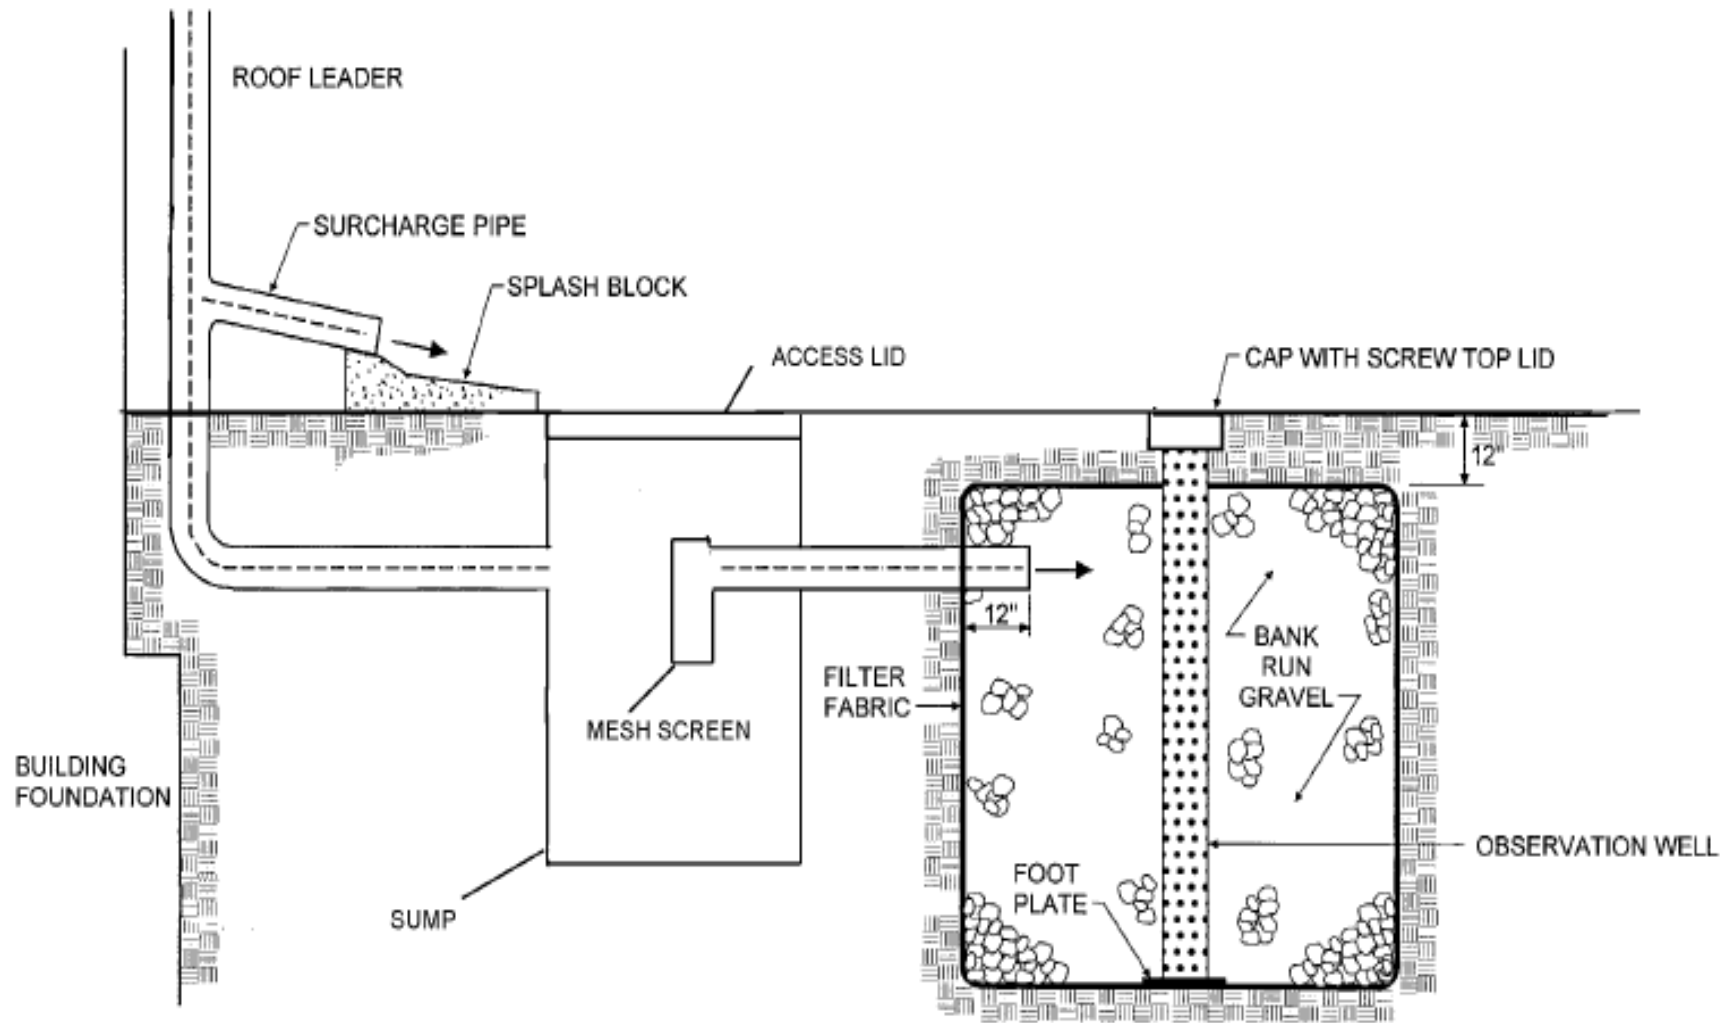 ROOF LEADER
SURCHARGE PIPE
SPLASH BLOCK
ACCESS LID
CAP WITH SCREW TOP LID
12"
12"
BANK
RUN
GRAVEL
FILTER
FABRIC
MESH SCREEN
BUILDING
FOUNDATION
OBSERVATION WELL
FOOT
PLATE
SUMP